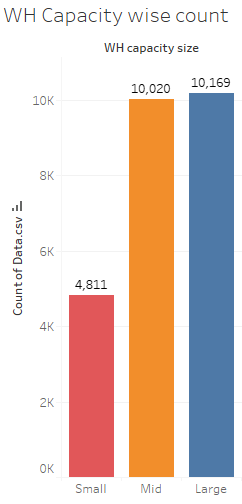 WH Capacity wise count
WH capacity size
10,169
10,020
10K
8K
6K
4,811
4K
2K
0K
Count of Data.csv
Small Mid Large